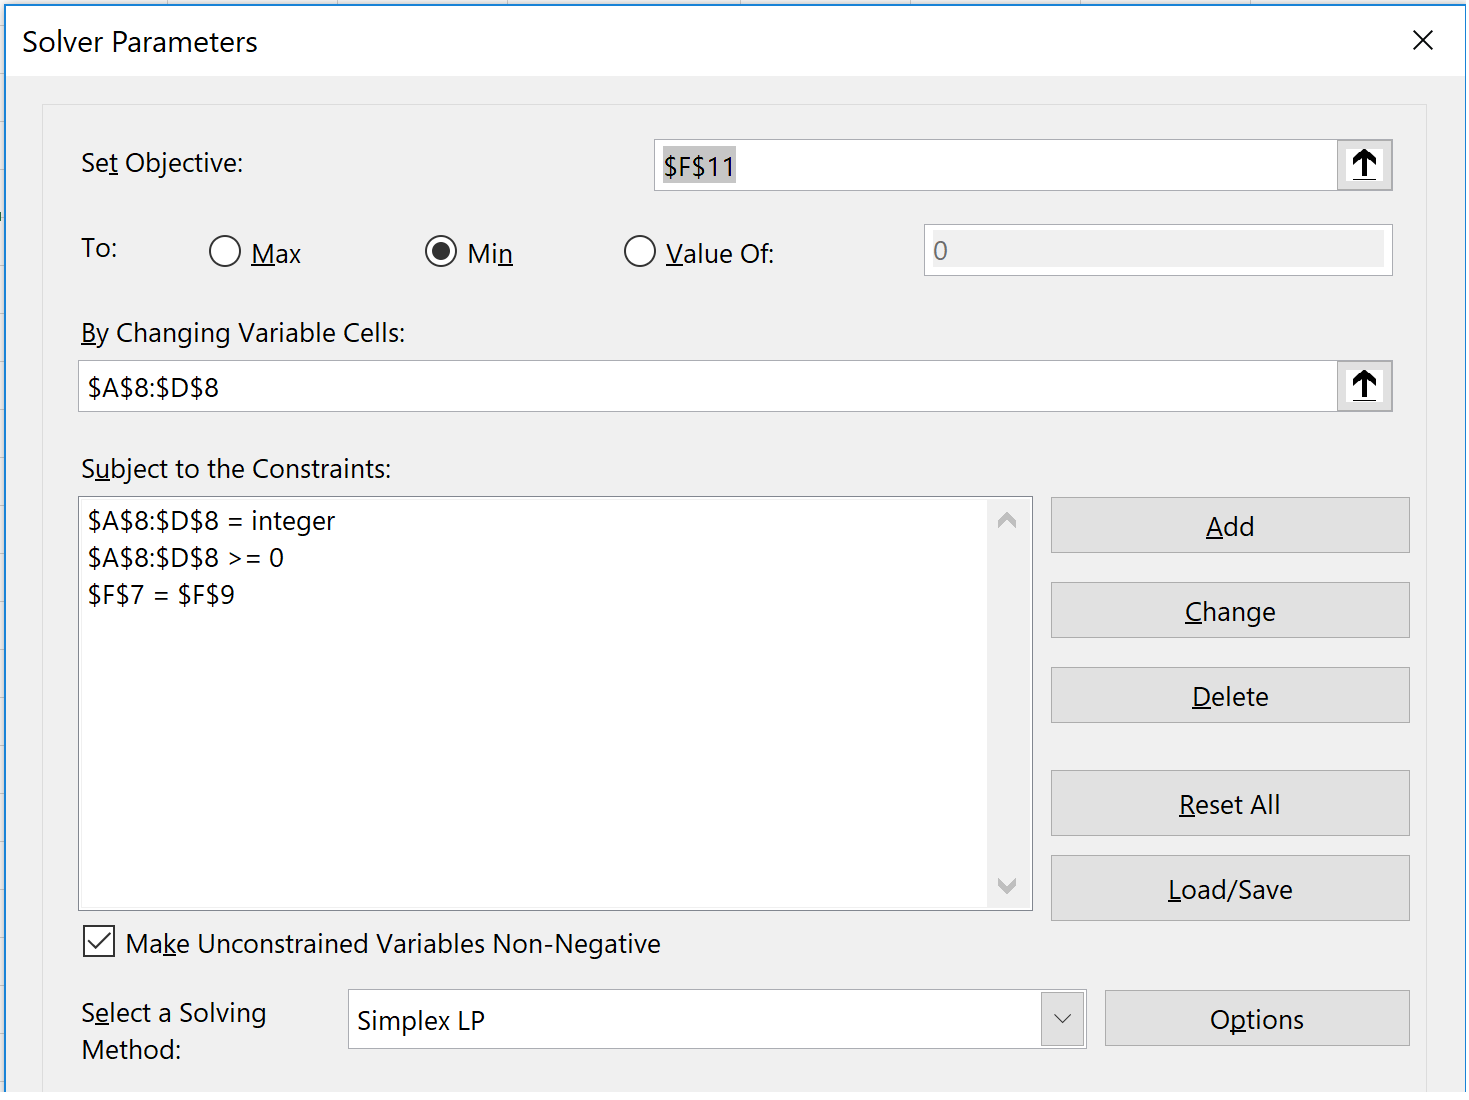 Solver Parameters
Set Objective:
$F$11
To:
Max
Min
Value Of:
0
By Changing Variable Cells:
$A$8:$D$8
Subject to the Constraints:
$A$8:$D$8 = integer
$A$8:$D$8 >= 0
$F$7 = $F$9
Add
Change
Delete
Reset All
Load/Save
Make Unconstrained Variables Non-Negative
Select a Solving
Method:
Simplex LP
Options